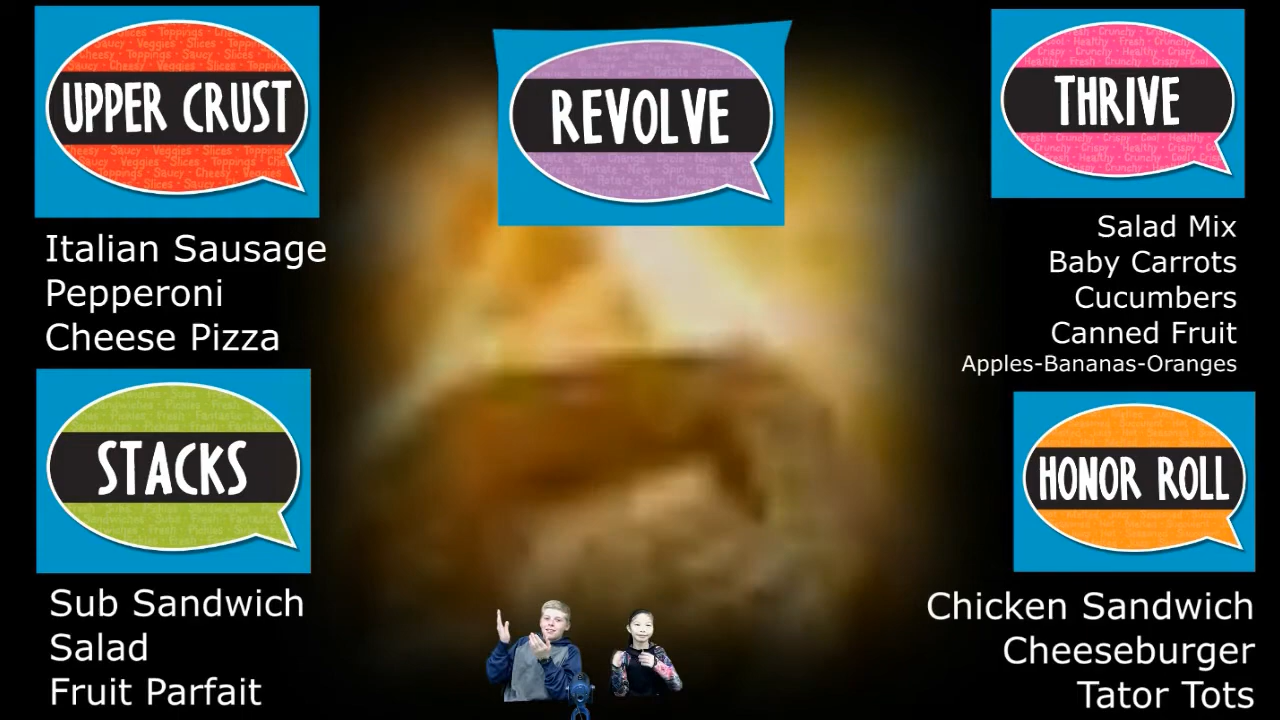 UPPER CRUST
Italian Sausage
Pepperoni
Cheese Pizza
STACKS
Sub Sandwich
Salad
Fruit Parfait
REVOLVE
THRIVE
Salad Mix
Baby Carrots
Cucumbers
Canned Fruit
Apples-Bananas-Oranges
HONOR ROLL
Chicken Sandwich
Cheeseburger
Tator Tots